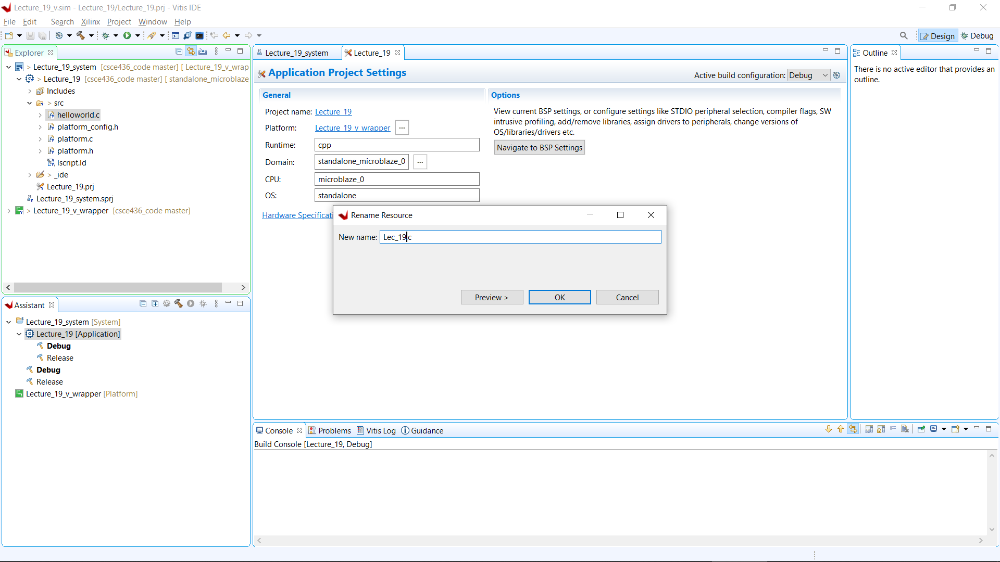 Lecture_19_v.sim - Lecture_19/Lecture_19.prj - Vitis IDE
File Edit Search Xilinx Project Window Help
Design Debug
Explorer
> Lecture_19_system [csce436_code master] [ Lecture_19_v_wrap
> Lecture_19 [csce436_code master] [ standalone_microblaze
Includes
> src
helloworld.c
platform_config.h
platform.c
platform.h
lscript.ld
> _ide
Lecture_19.prj
Lecture_19_system.sprj
> Lecture_19_v_wrapper [csce436_code master]
Assistant
Lecture_19_system [System]
Lecture_19 [Application]
Debug
Release
Debug
Release
Lecture_19_v_wrapper [Platform]
Lecture_19_system Lecture_19
Application Project Settings
Active build configuration: Debug
General
Project name: Lecture_19
Platform: Lecture_19_v_wrapper ...
Runtime: cpp
Domain: standalone_microblaze_0 ...
CPU: microblaze_0
OS: standalone
Hardware Specificati
Options
View current BSP settings, or configure settings like STDIO peripheral selection, compiler flags, SW
intrusive profiling, add/remove libraries, assign drivers to peripherals, change versions of
OS/libraries/drivers etc.
Navigate to BSP Settings
Rename Resource
New name: Lec_19.c
Preview > OK Cancel
Outline
There is no active editor that provides an
outline.
Console Problems Vitis Log Guidance
Build Console [Lecture_19, Debug]